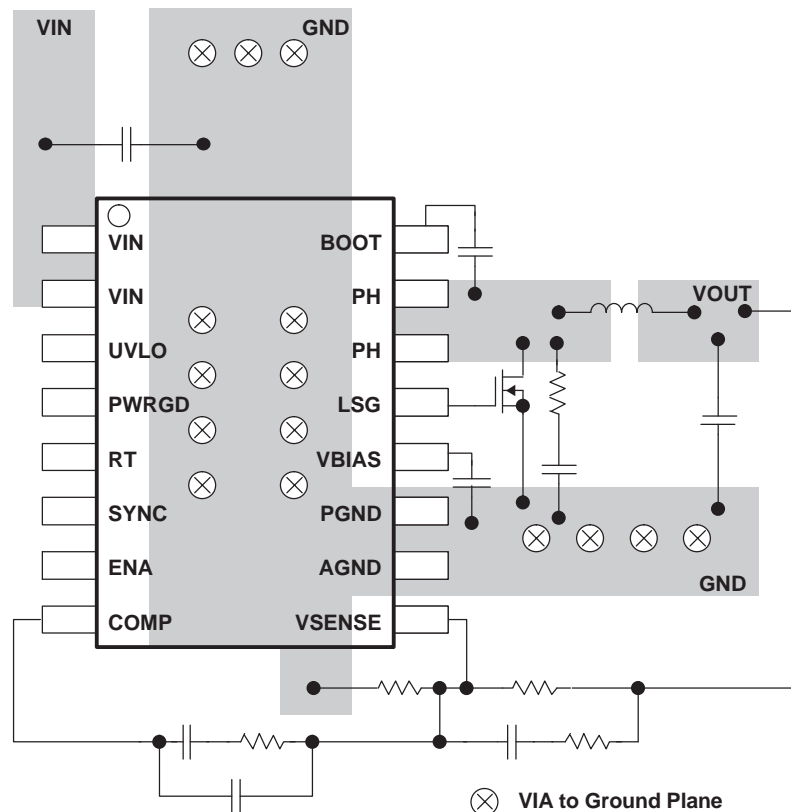 VIN
GND
VIN
BOOT
VIN
PH
VOUT
UVLO
PH
PWRGD
LSG
RT
VBIAS
SYNC
PGND
ENA
AGND
GND
COMP
VSENSE
VIA to Ground Plane